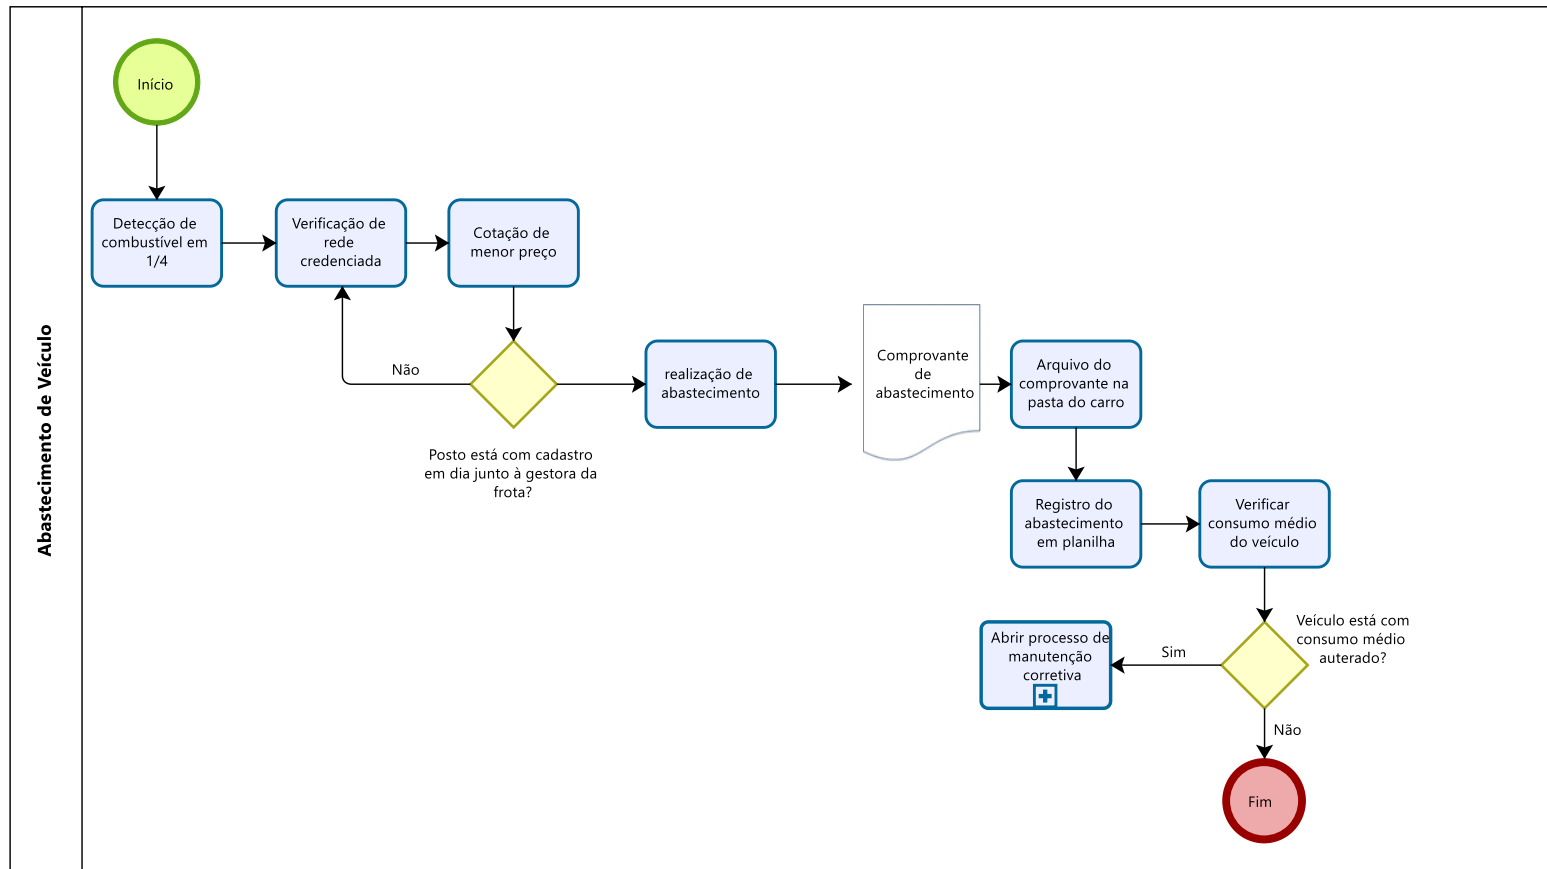 Abastecimento de Veículo
Início
Detecção de
combustível em
1/4
Verificação de
rede
credenciada
Cotação de
menor preço
Não
Posto está com cadastro
em dia junto à gestora da
frota?
realização de
abastecimento
Comprovante
de
abastecimento
Arquivo do
comprovante na
pasta do carro
Registro do
abastecimento
em planilha
Verificar
consumo médio
do veículo
Veículo está com
consumo médio
auterado?
Sim
Abrir processo de
manutenção
corretiva
Não
Fim